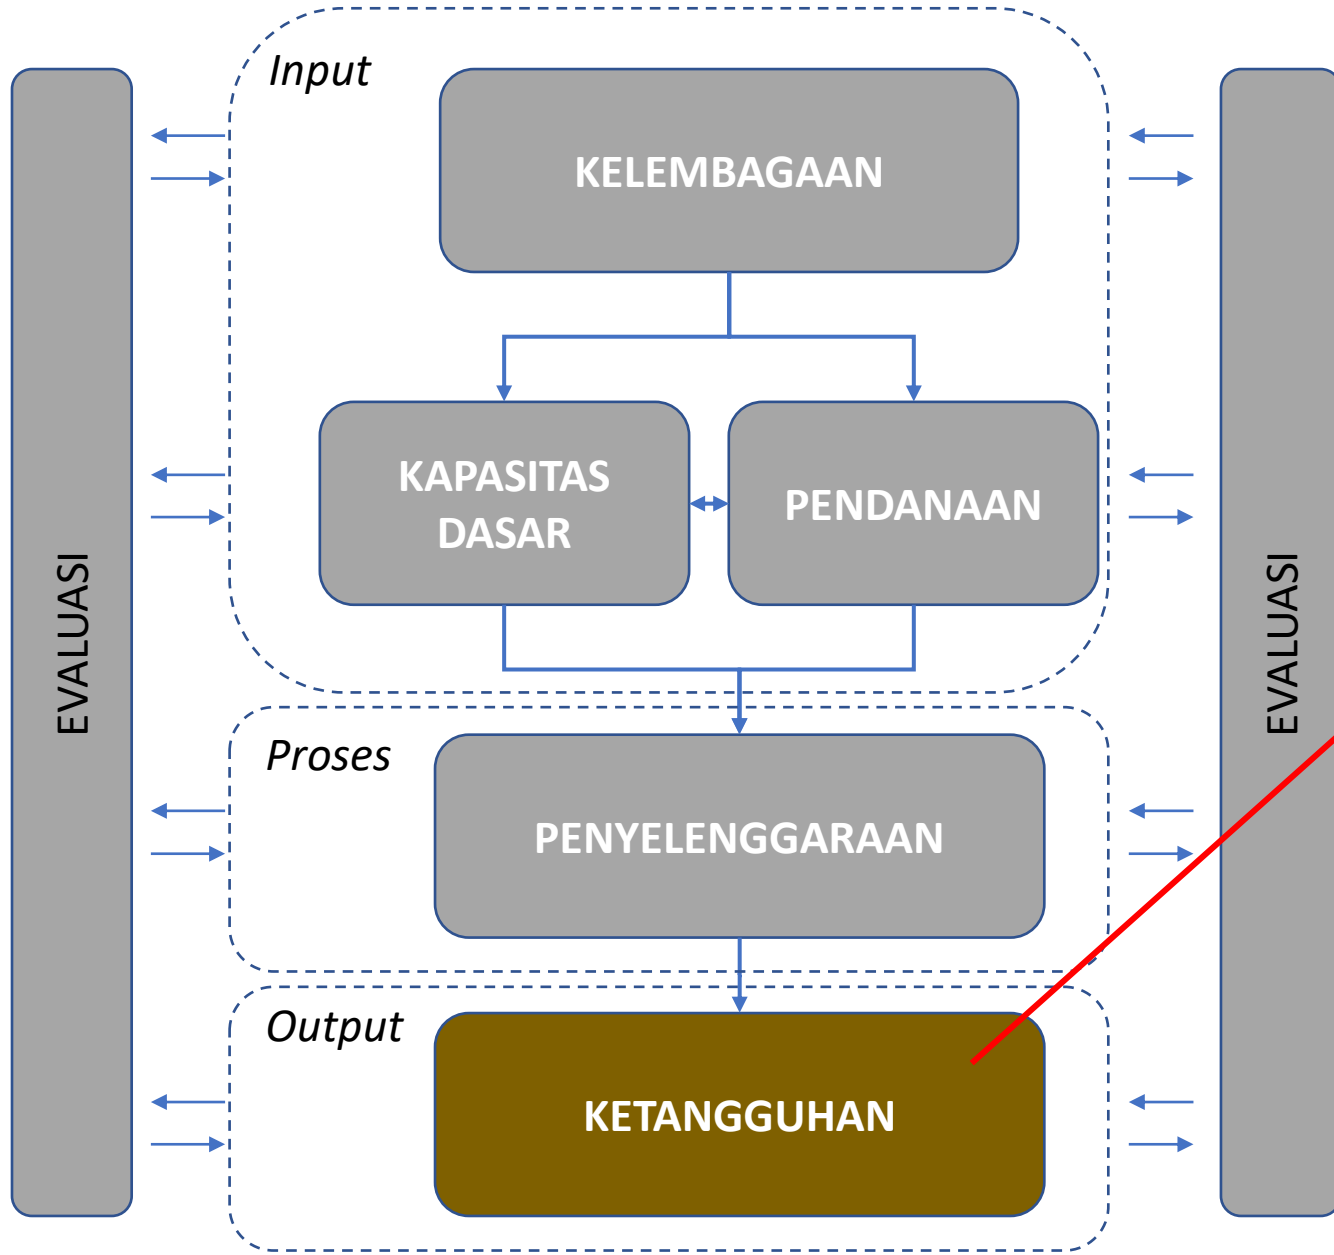 Input
KELEMBAGAAN
KAPASITAS
DASAR
PENDANAAN
EVALUASI
EVALUASI
Proses
PENYELENGGARAAN
Output
KETANGGUHAN